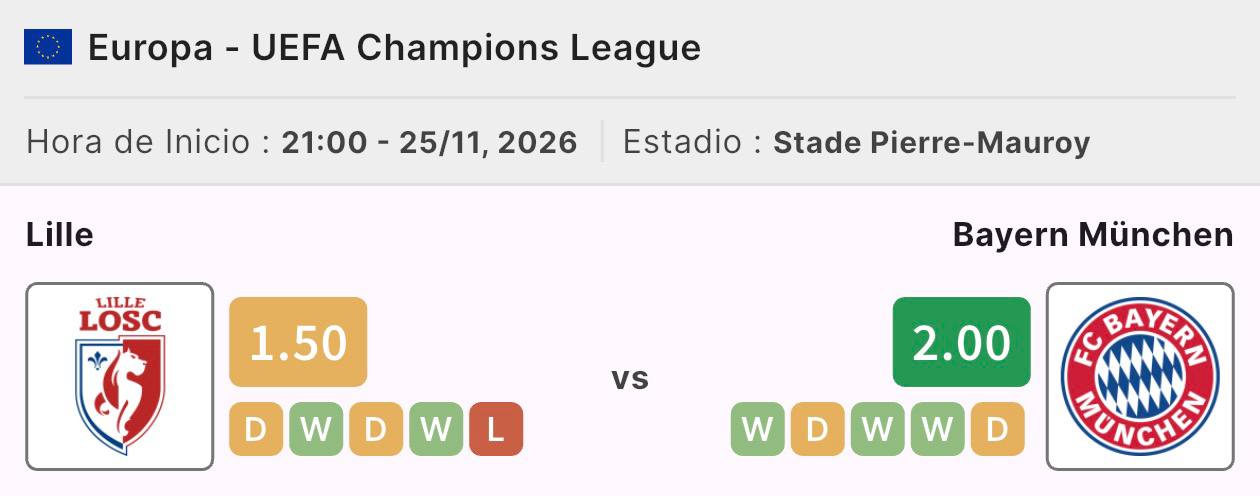 Europa - UEFA Champions League
Hora de Inicio : 21:00 - 25/11, 2026 Estadio : Stade Pierre-Mauroy
Lille Bayern München
LILLE
LOSC
1.50
D W D W L
vs
2.00
W D W W D
FC BAYERN
MÜNCHEN